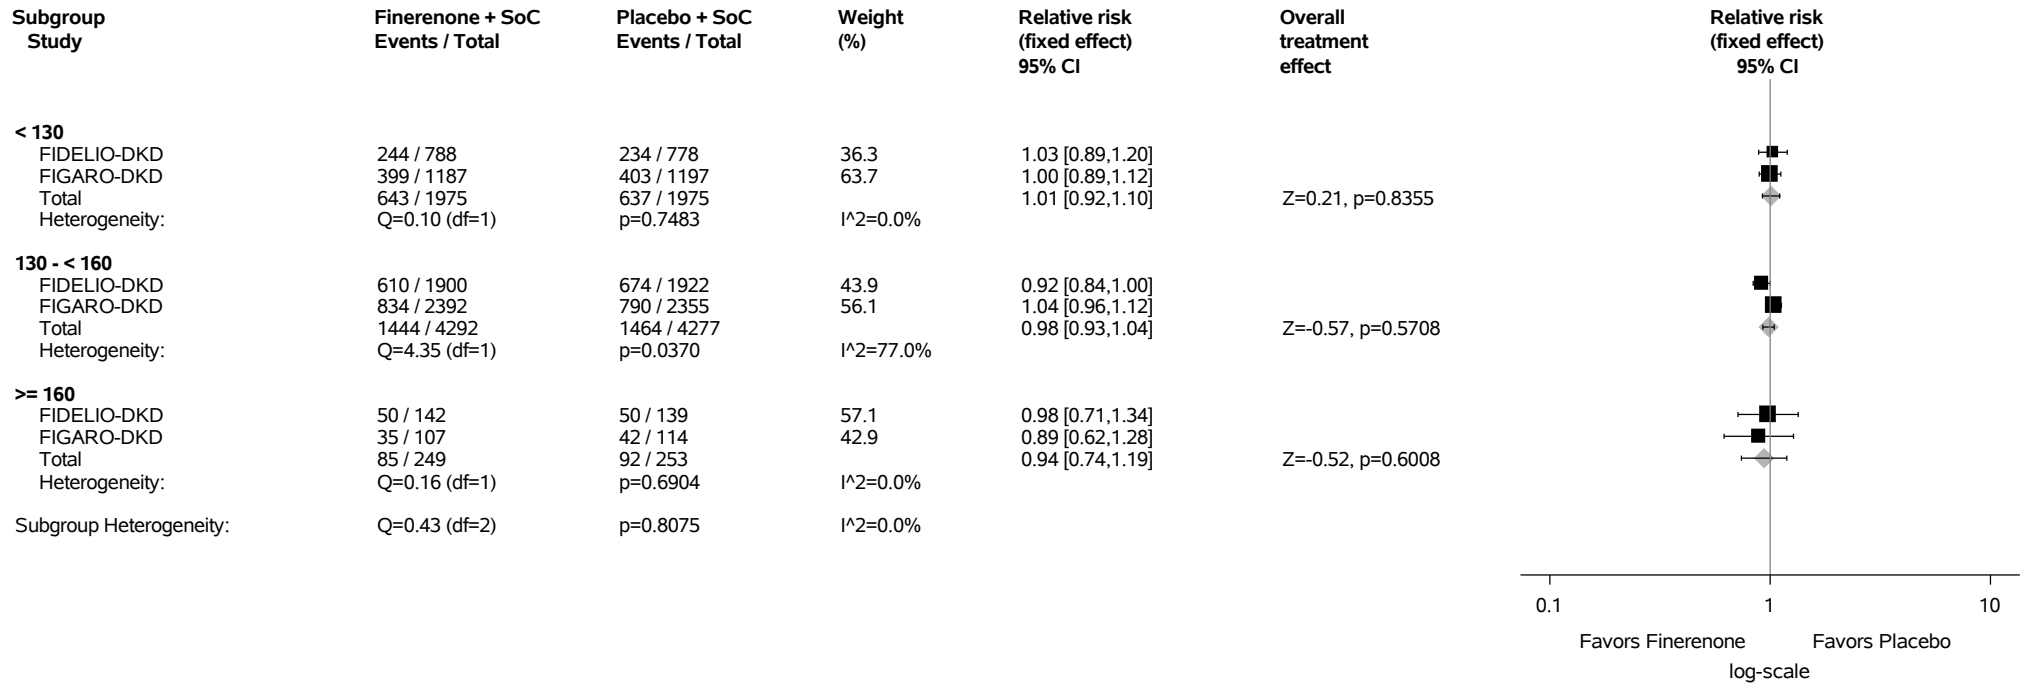 Subgroup Finerenone + SoC Placebo + SoC Weight Relative risk Overall Relative risk
Study Events / Total Events / Total (%) (fixed effect) treatment (fixed effect)
95% CI effect 95% CI
< 130
FIDELIO-DKD 244 / 788 234 / 778 36.3 1.03 [0.89,1.20]
FIGARO-DKD 399 / 1187 403 / 1197 63.7 1.00 [0.89,1.12]
Total 643 / 1975 637 / 1975 1.01 [0.92,1.10] Z=0.21, p=0.8355
Heterogeneity: Q=0.10 (df=1) p=0.7483 I^2=0.0%
130 - < 160
FIDELIO-DKD 610 / 1900 674 / 1922 43.9 0.92 [0.84,1.00]
FIGARO-DKD 834 / 2392 790 / 2355 56.1 1.04 [0.96,1.12]
Total 1444 / 4292 1464 / 4277 0.98 [0.93,1.04] Z=-0.57, p=0.5708
Heterogeneity: Q=4.35 (df=1) p=0.0370 I^2=77.0%
>= 160
FIDELIO-DKD 50 / 142 50 / 139 57.1 0.98 [0.71,1.34]
FIGARO-DKD 35 / 107 42 / 114 42.9 0.89 [0.62,1.28]
Total 85 / 249 92 / 253 0.94 [0.74,1.19] Z=-0.52, p=0.6008
Heterogeneity: Q=0.16 (df=1) p=0.6904 I^2=0.0%
Subgroup Heterogeneity: Q=0.43 (df=2) p=0.8075 I^2=0.0%
0.1 1 10
Favors Finerenone Favors Placebo
log-scale